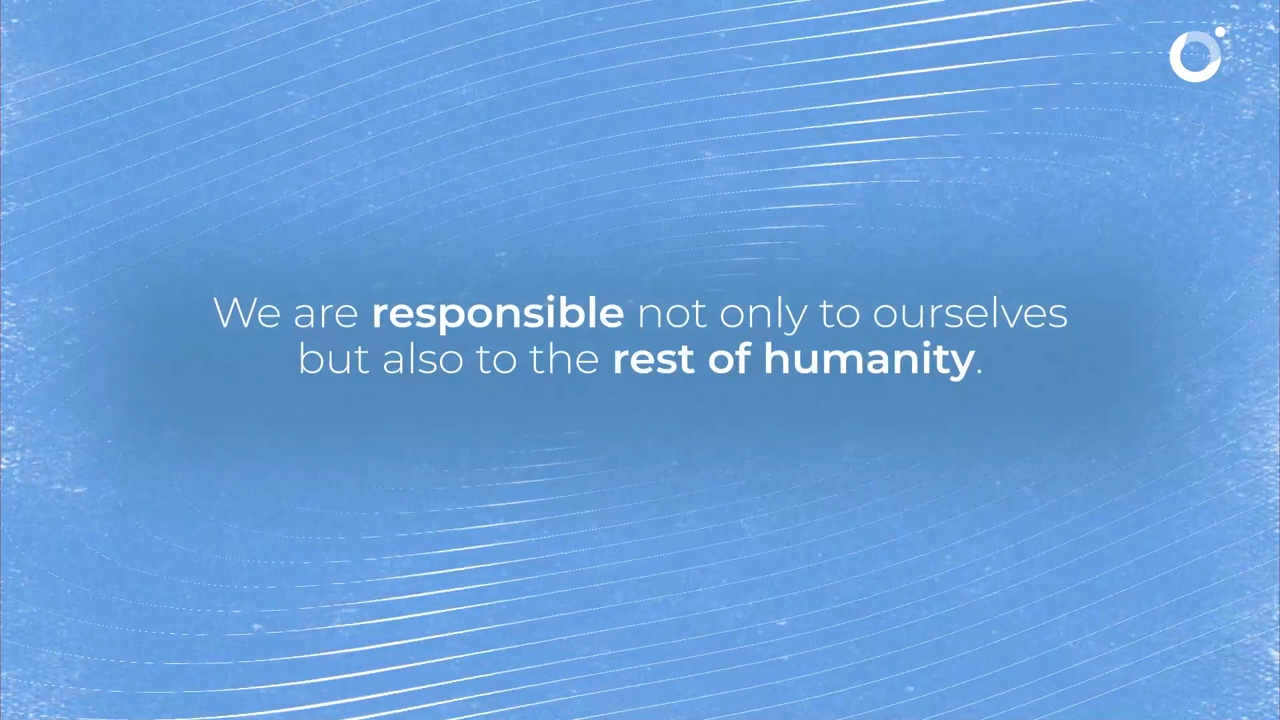 We are responsible not only to ourselves
but also to the rest of humanity.